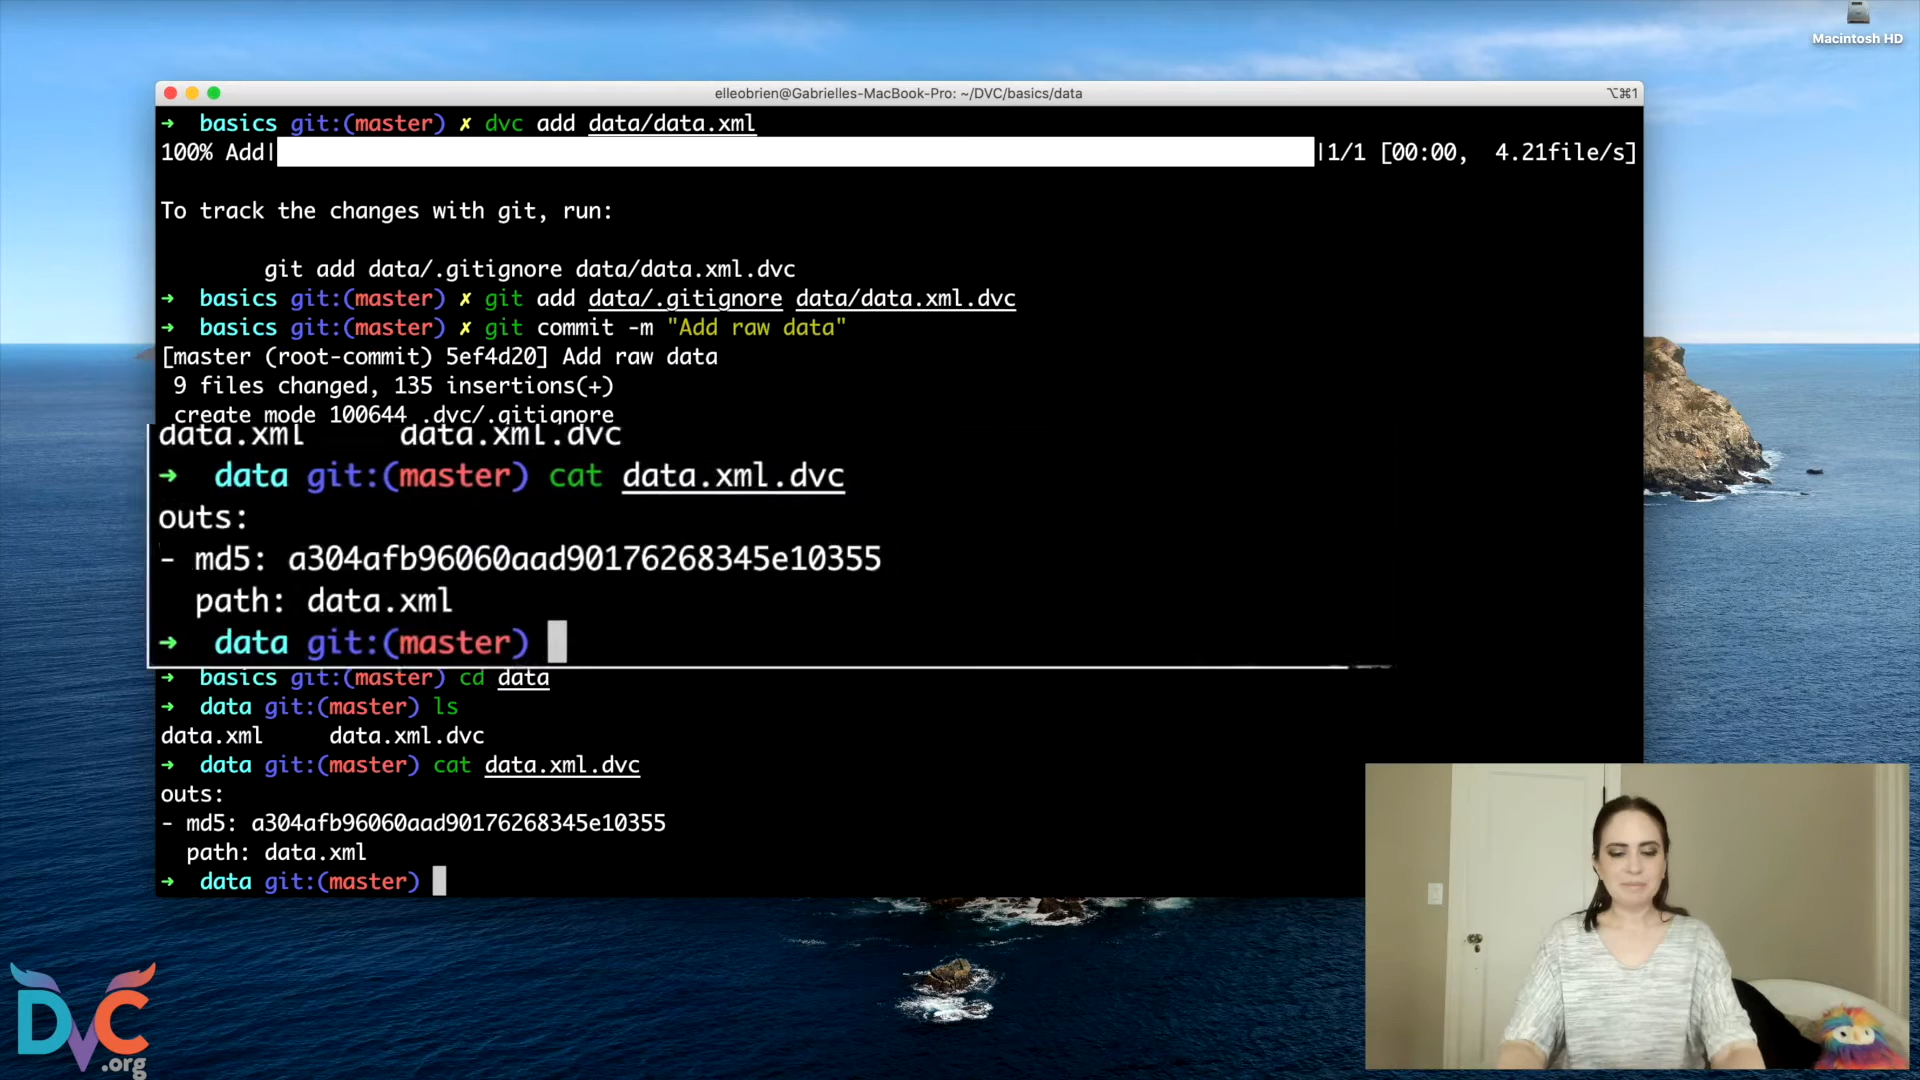 Macintosh HD
elleobrien@Gabrielles-MacBook-Pro: ~/DVC/basics/data ⌥⌘1
➜ basics git:(master) ✗ dvc add data/data.xml
100% Add| |1/1 [00:00, 4.21file/s]
To track the changes with git, run:
git add data/.gitignore data/data.xml.dvc
➜ basics git:(master) ✗ git add data/.gitignore data/data.xml.dvc
➜ basics git:(master) ✗ git commit -m "Add raw data"
[master (root-commit) 5ef4d20] Add raw data
9 files changed, 135 insertions(+)
create mode 100644 .dvc/.gitignore
data.xml data.xml.dvc
➜ data git:(master) cat data.xml.dvc
outs:
- md5: a304afb96060aad90176268345e10355
path: data.xml
➜ data git:(master)
➜ basics git:(master) cd data
➜ data git:(master) ls
data.xml data.xml.dvc
➜ data git:(master) cat data.xml.dvc
outs:
- md5: a304afb96060aad90176268345e10355
path: data.xml
➜ data git:(master)
DVC
.org